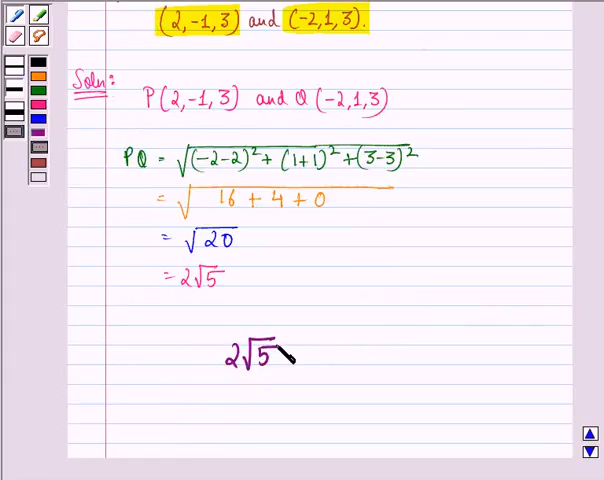 (2,-1,3) and (-2,1,3).
Soln:
P(2,-1,3) and Q(-2,1,3)
PQ = √(-2-2)²+(1+1)²+(3-3)²
= √16+4+0
= √20
= 2√5
2√5